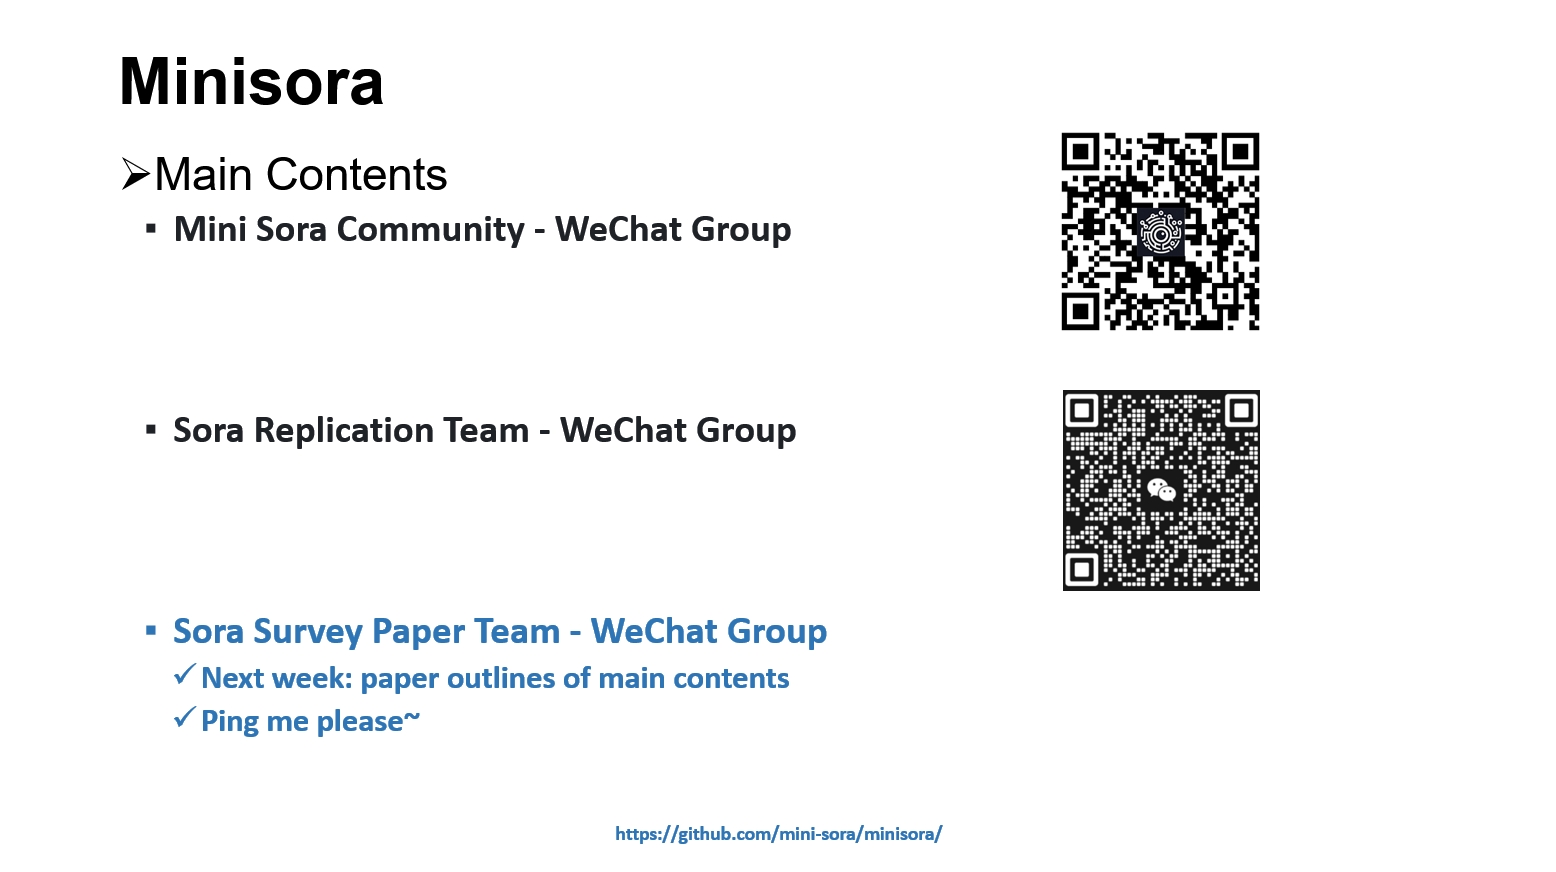 Minisora
Main Contents
Mini Sora Community - WeChat Group
Sora Replication Team - WeChat Group
Sora Survey Paper Team - WeChat Group
Next week: paper outlines of main contents
Ping me please~
https://github.com/mini-sora/minisora/